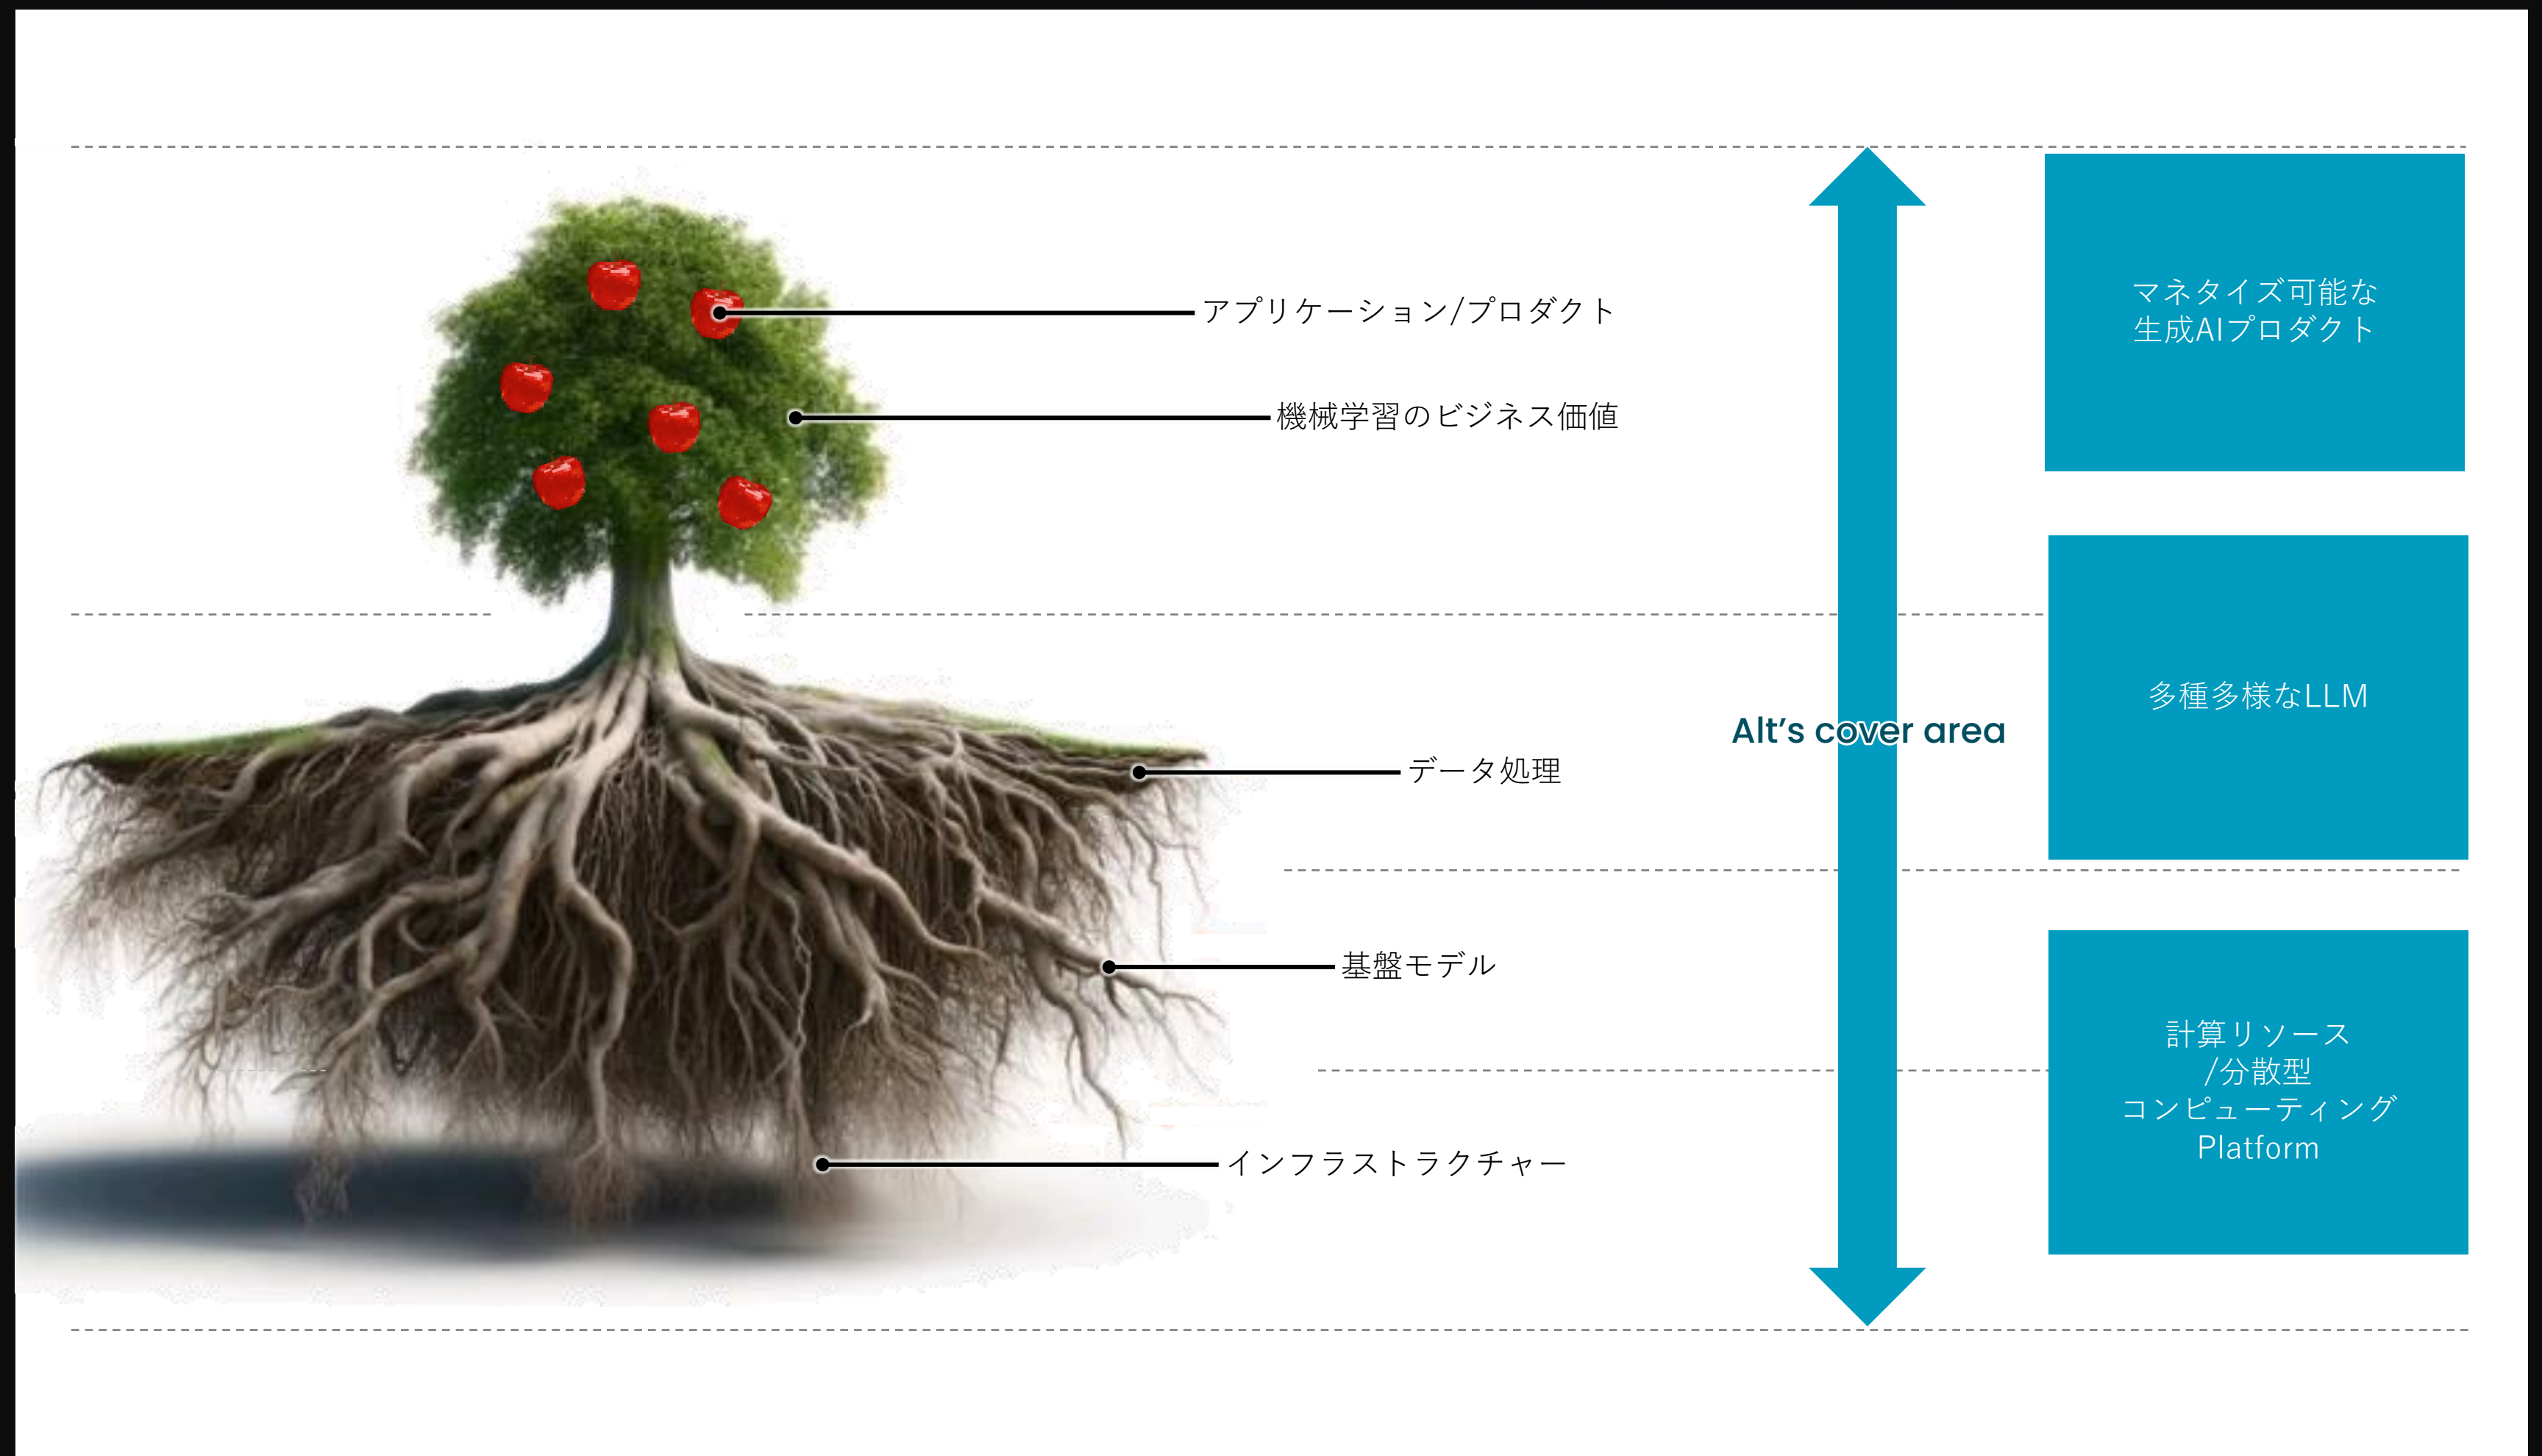 アプリケーション/プロダクト
機械学習のビジネス価値
データ処理
基盤モデル
インフラストラクチャー
Alt’s cover area
マネタイズ可能な
生成AIプロダクト
多種多様なLLM
計算リソース
/分散型
コンピューティング
Platform